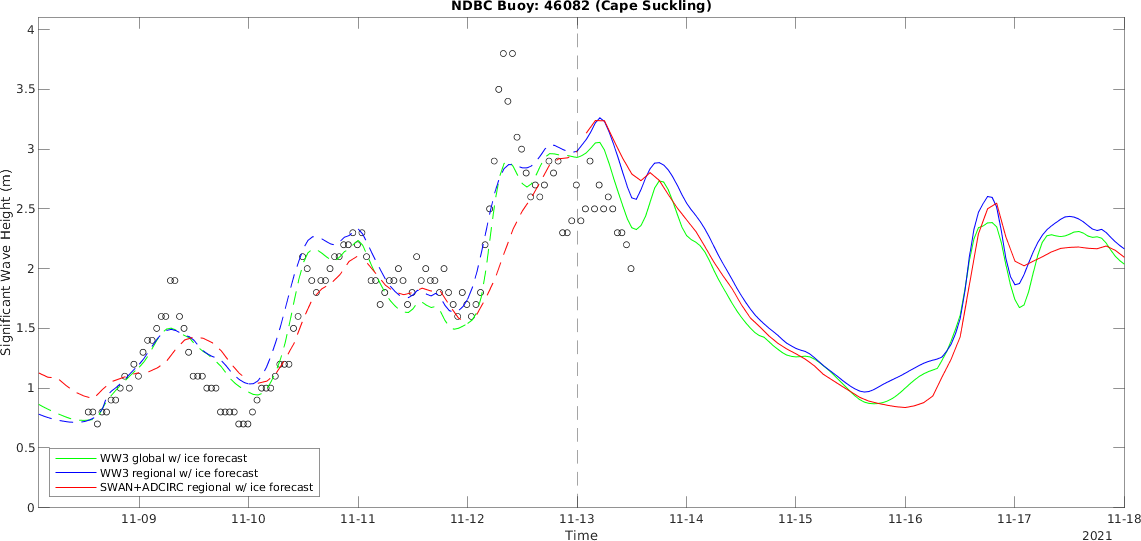 NDBC Buoy: 46082 (Cape Suckling)
4
3.5
3
2.5
2
1.5
1
0.5
0
Significant Wave Height (m)
WW3 global w/ ice forecast
WW3 regional w/ ice forecast
SWAN+ADCIRC regional w/ ice forecast
11-09 11-10 11-11 11-12 11-13 11-14 11-15 11-16 11-17 11-18
Time
2021